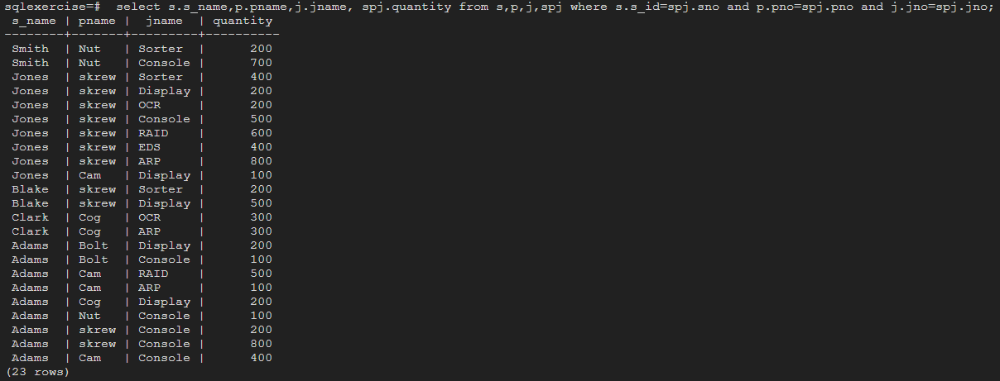 sqlexercise=#  select s.s_name,p.pname,j.jname, spj.quantity from s,p,j,spj where s.s_id=spj.sno and p.pno=spj.pno and j.jno=spj.jno;
 s_name | pname |  jname  | quantity
--------+-------+---------+----------
 Smith  | Nut   | Sorter  |      200
 Smith  | Nut   | Console |      700
 Jones  | skrew | Sorter  |      400
 Jones  | skrew | Display |      200
 Jones  | skrew | OCR     |      200
 Jones  | skrew | Console |      500
 Jones  | skrew | RAID    |      600
 Jones  | skrew | EDS     |      400
 Jones  | skrew | ARP     |      800
 Jones  | Cam   | Display |      100
 Blake  | skrew | Sorter  |      200
 Blake  | skrew | Display |      500
 Clark  | Cog   | OCR     |      300
 Clark  | Cog   | ARP     |      300
 Adams  | Bolt  | Display |      200
 Adams  | Bolt  | Console |      100
 Adams  | Cam   | RAID    |      500
 Adams  | Cam   | ARP     |      100
 Adams  | Cog   | Display |      200
 Adams  | Nut   | Console |      100
 Adams  | skrew | Console |      200
 Adams  | skrew | Console |      800
 Adams  | Cam   | Console |      400
(23 rows)